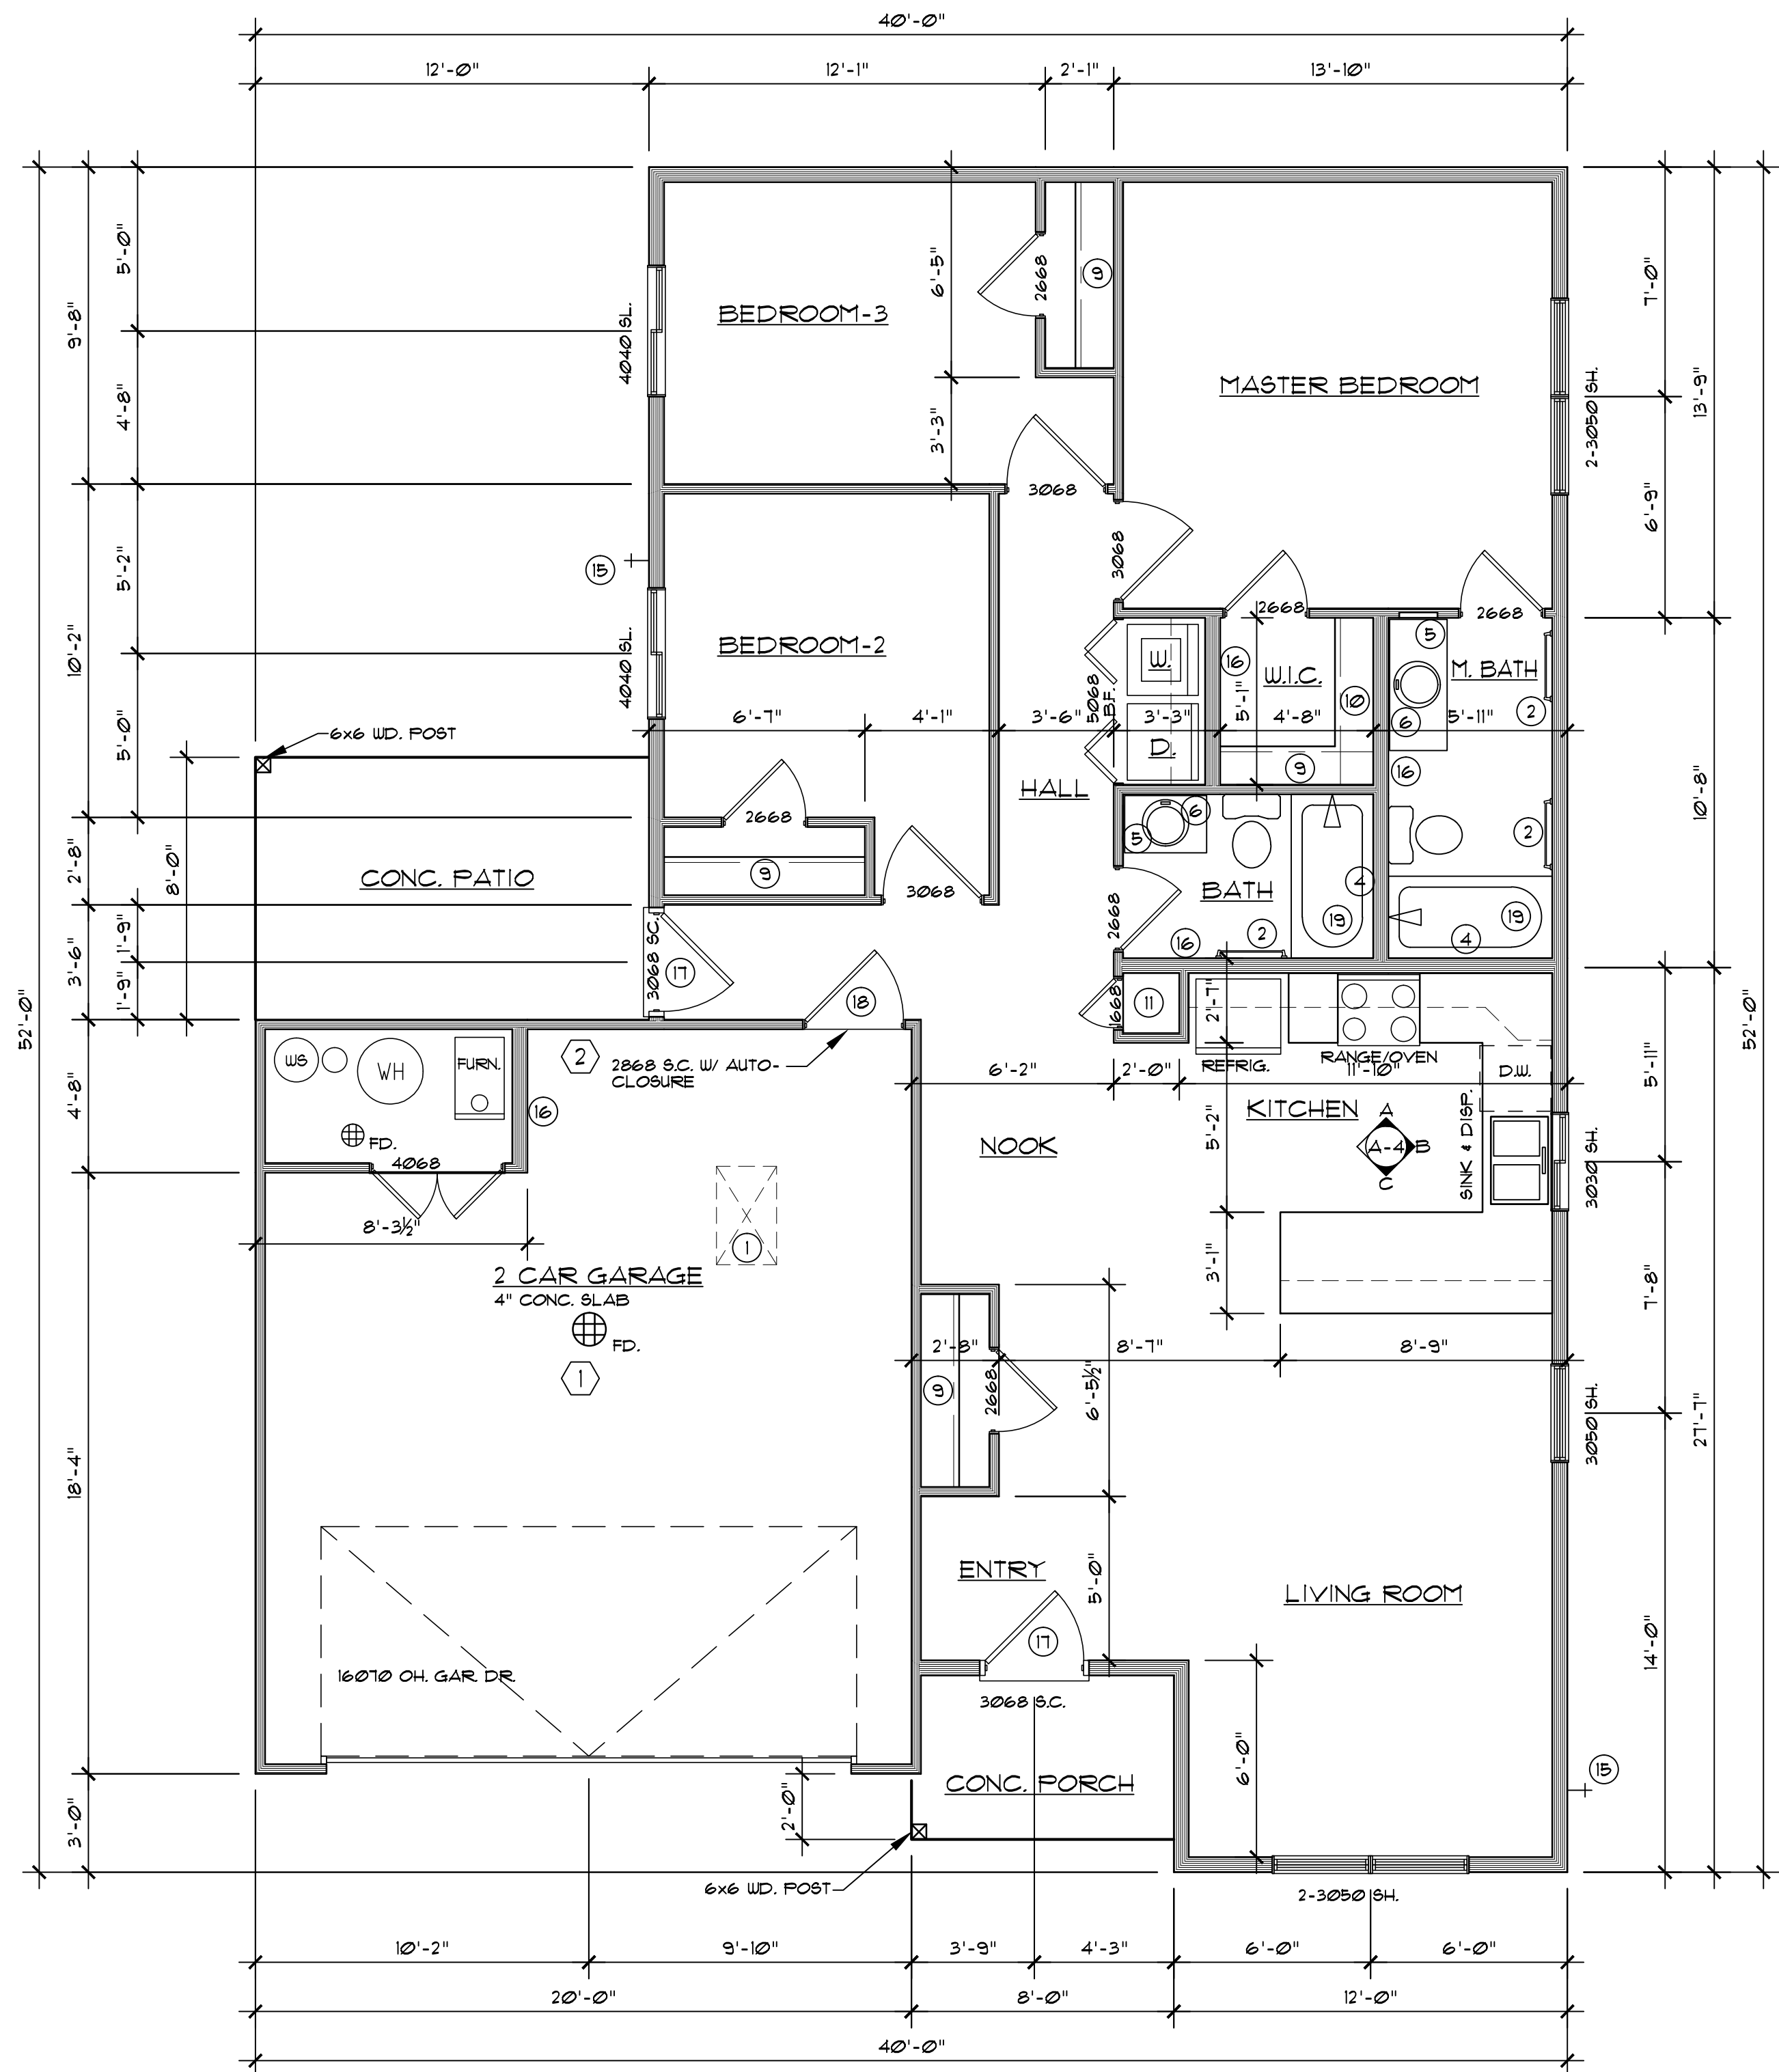 40'-0"
12'-0"
12'-1"
2'-1"
13'-10"
5'-0"
9'-8"
4'-8"
4040 SL.
BEDROOM-3
6'-5"
2668
9
3'-3"
3068
MASTER BEDROOM
7'-0"
2-3050 SH.
13'-9"
6'-9"
5'-2"
15
10'-2"
5'-0"
4040 SL.
BEDROOM-2
3068
2668
2668
5
W.
16
W.I.C.
M. BATH
5068
B.F.
5'-1"
10
6
2
6'-7"
4'-1"
3'-6"
3'-3"
4'-8"
5'-11"
6x6 WD. POST
D.
9
16
HALL
10'-8"
2668
6
5
2
2'-8"
8'-0"
CONC. PATIO
9
3068
BATH
4
19
19
2668
16
2
4
3'-6"
1'-9"
1'-9"
3068 SC.
17
18
1668
11
2'-7"
52'-0"
52'-0"
WS
WH
FURN.
2
2868 S.C. W/ AUTO-
CLOSURE
REFRIG.
RANGE/OVEN
6'-2"
2'-0"
11'-10"
D.W.
5'-11"
4'-8"
16
FD.
4068
KITCHEN
A
A-4
B
C
NOOK
5'-2"
SINK & DISP.
3030 SH.
8'-3½"
1
3'-1"
2 CAR GARAGE
4" CONC. SLAB
FD.
1
7'-8"
2'-8"
8'-7"
8'-9"
9
2668
6'-5½"
3050 SH.
27'-7"
18'-4"
ENTRY
5'-0"
LIVING ROOM
17
14'-0"
16070 OH. GAR. DR.
3068 S.C.
6'-0"
15
CONC. PORCH
2'-0"
3'-0"
6x6 WD. POST
2-3050 SH.
10'-2"
9'-10"
3'-9"
4'-3"
6'-0"
6'-0"
20'-0"
8'-0"
12'-0"
40'-0"